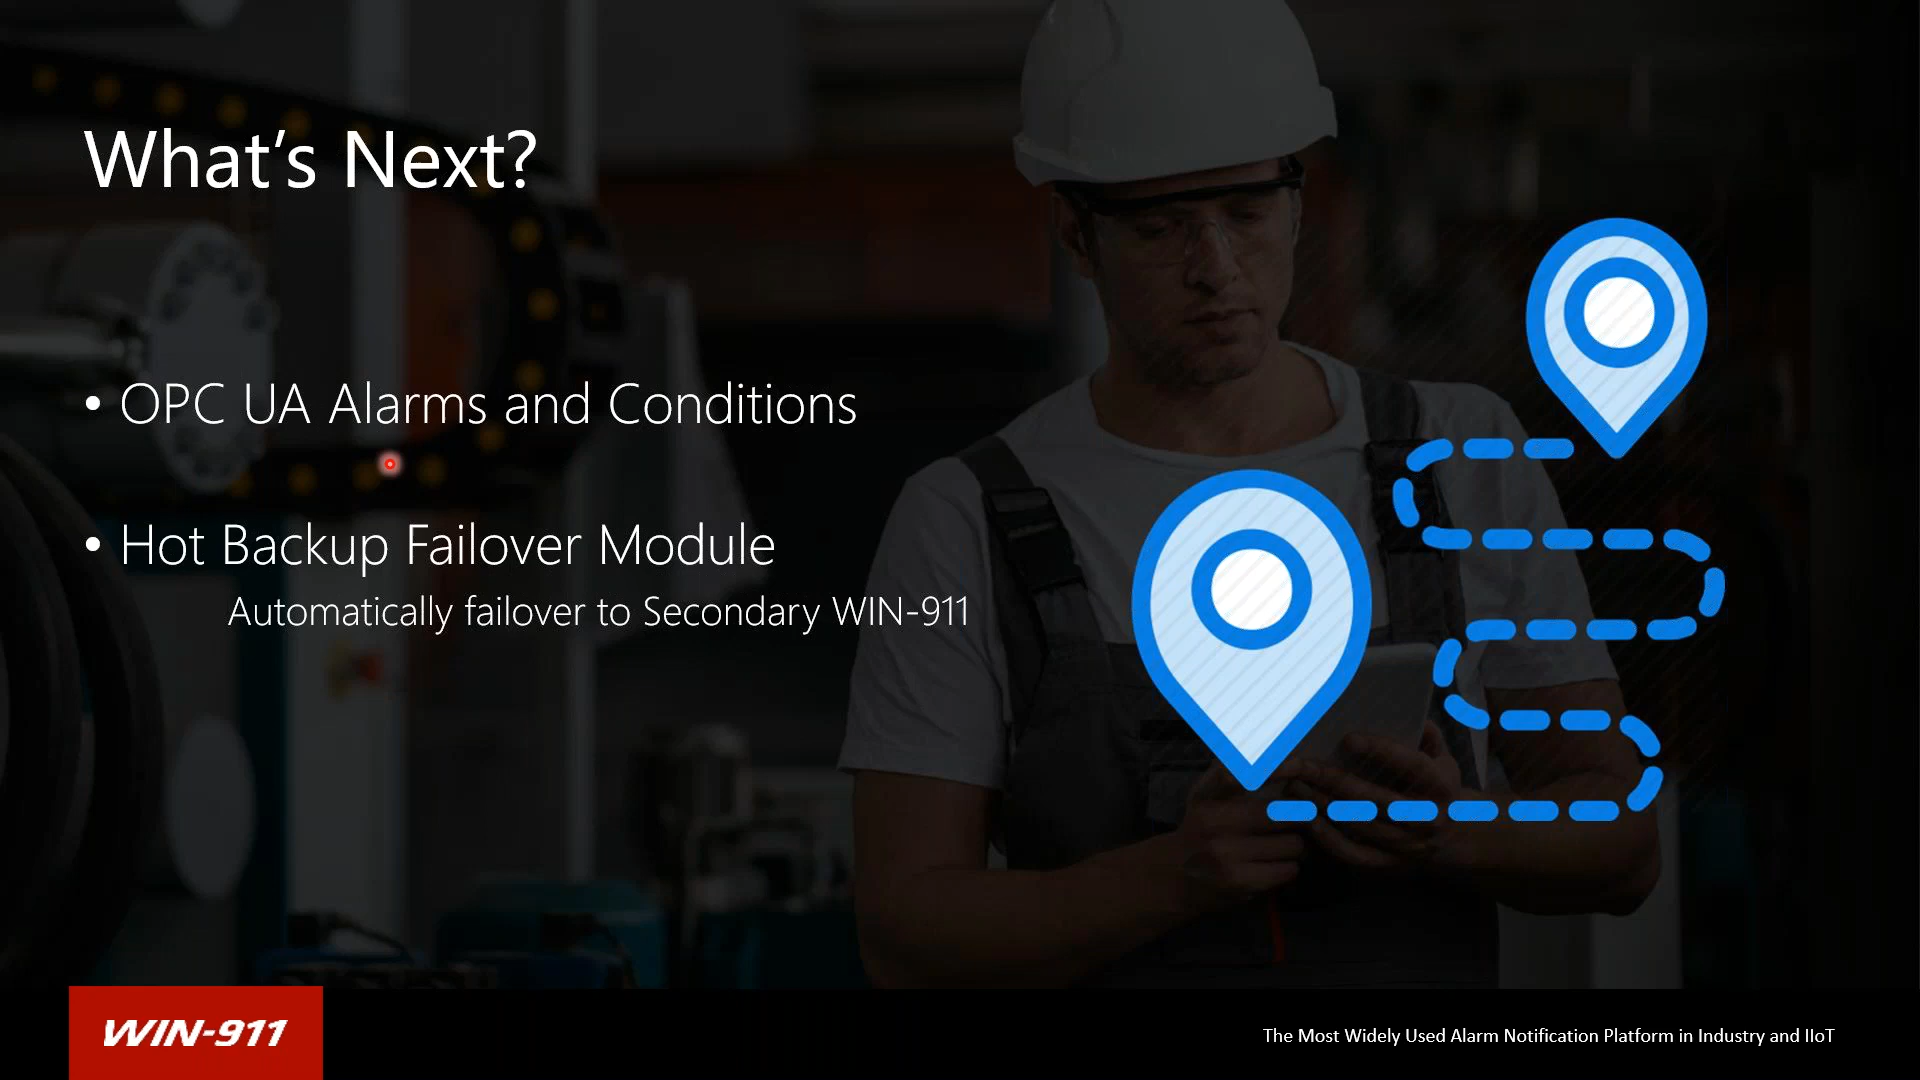 What’s Next?
• OPC UA Alarms and Conditions
• Hot Backup Failover Module
Automatically failover to Secondary WIN-911
WIN-911
The Most Widely Used Alarm Notification Platform in Industry and IIoT